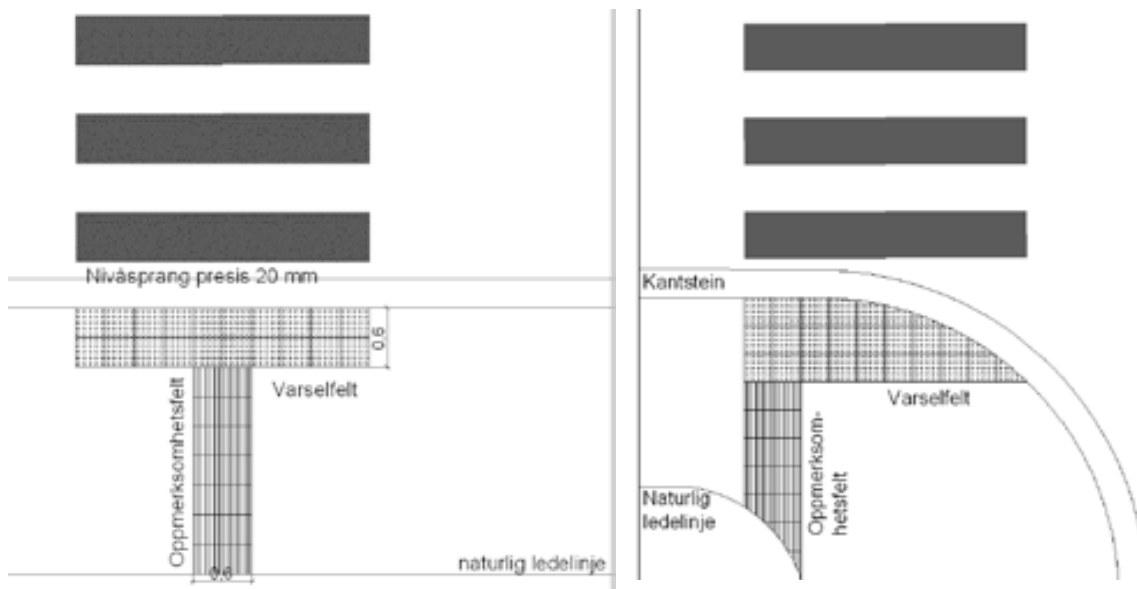 Nivåsprang presis 20 mm
0.6
Varselfelt
Oppmerksomhetsfelt
naturlig ledelinje
0.6
Kantstein
Varselfelt
Oppmerksom-
hetsfelt
Naturlig
ledelinje